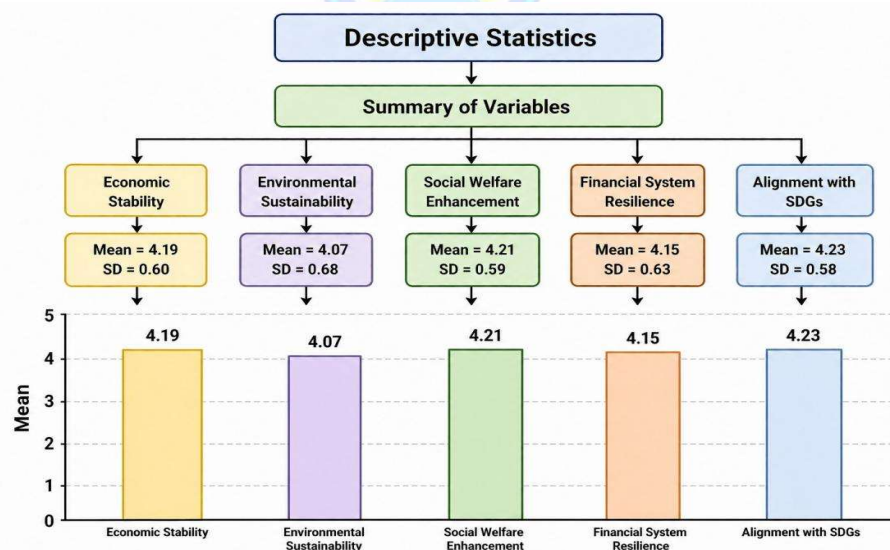 Descriptive Statistics
Summary of Variables
Economic
Stability
Environmental
Sustainability
Social Welfare
Enhancement
Financial System
Resilience
Alignment with
SDGs
Mean = 4.19
SD = 0.60
Mean = 4.07
SD = 0.68
Mean = 4.21
SD = 0.59
Mean = 4.15
SD = 0.63
Mean = 4.23
SD = 0.58
Mean
5
4
3
2
1
0
4.19
4.07
4.21
4.15
4.23
Economic Stability
Environmental
Sustainability
Social Welfare
Enhancement
Financial System
Resilience
Alignment with SDGs